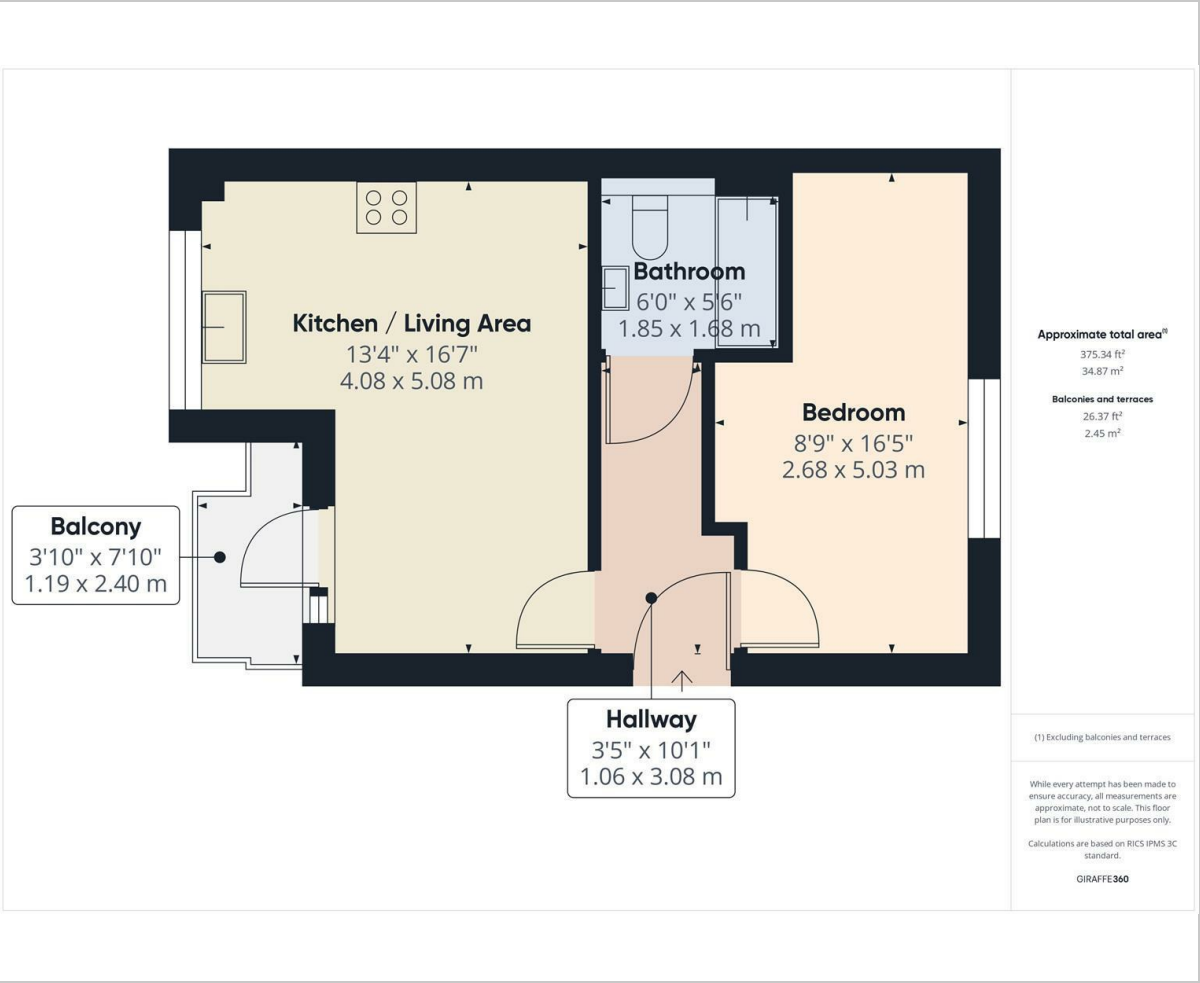 Kitchen / Living Area
13'4" x 16'7"
4.08 x 5.08 m
Bathroom
6'0" x 5'6"
1.85 x 1.68 m
Bedroom
8'9" x 16'5"
2.68 x 5.03 m
Balcony
3'10" x 7'10"
1.19 x 2.40 m
Hallway
3'5" x 10'1"
1.06 x 3.08 m
Approximate total area(1)
375.34 ft²
34.87 m²
Balconies and terraces
26.37 ft²
2.45 m²
(1) Excluding balconies and terraces
While every attempt has been made to
ensure accuracy, all measurements are
approximate, not to scale. This floor
plan is for illustrative purposes only.
Calculations are based on RICS IPMS 3C
standard.
GIRAFFE360